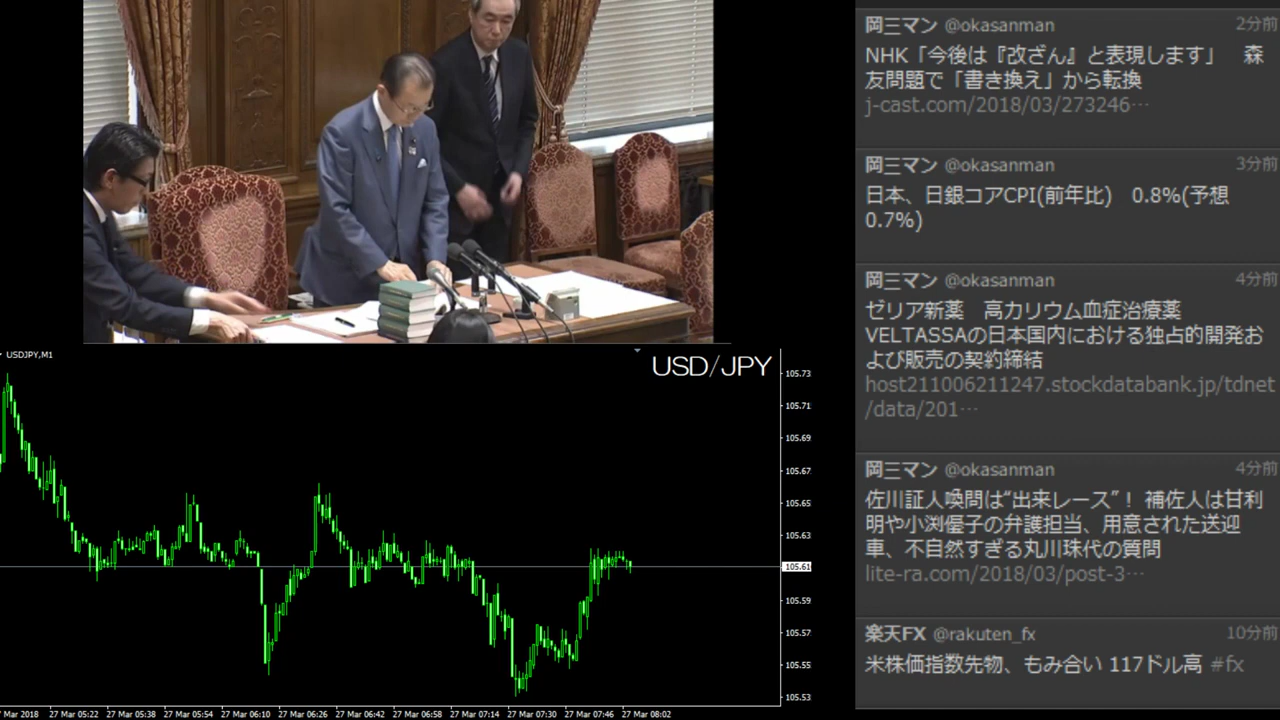 岡三マン @okasanman 2分前
NHK「今後は『改ざん』と表現します」 森
友問題で「書き換え」から転換
j-cast.com/2018/03/273246…
岡三マン @okasanman 3分前
日本、日銀コアCPI(前年比) 0.8%(予想
0.7%)
岡三マン @okasanman 4分前
ゼリア新薬 高カリウム血症治療薬
VELTASSAの日本国内における独占的開発お
よび販売の契約締結
host211006211247.stockdatabank.jp/tdnet
/data/201…
岡三マン @okasanman 4分前
佐川証人喚問は“出来レース”！ 補佐人は甘利
明や小渕優子の弁護担当、用意された送迎
車、不自然すぎる丸川珠代の質問
lite-ra.com/2018/03/post-3…
楽天FX @rakuten_fx 10分前
米株価指数先物、もみ合い 117ドル高 #fx
USDJPY,M1
USD/JPY
105.73
105.71
105.69
105.67
105.65
105.63
105.61
105.59
105.57
105.55
105.53
7 Mar 2018 27 Mar 05:22 27 Mar 05:38 27 Mar 05:54 27 Mar 06:10 27 Mar 06:26 27 Mar 06:42 27 Mar 06:58 27 Mar 07:14 27 Mar 07:30 27 Mar 07:46 27 Mar 08:02